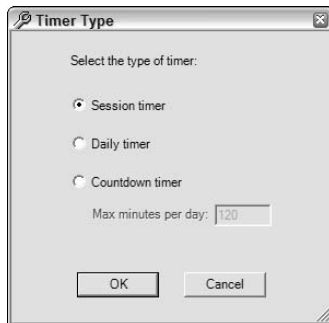 Timer Type
Select the type of timer:
Session timer
Daily timer
Countdown timer
Max minutes per day: 120
OK Cancel